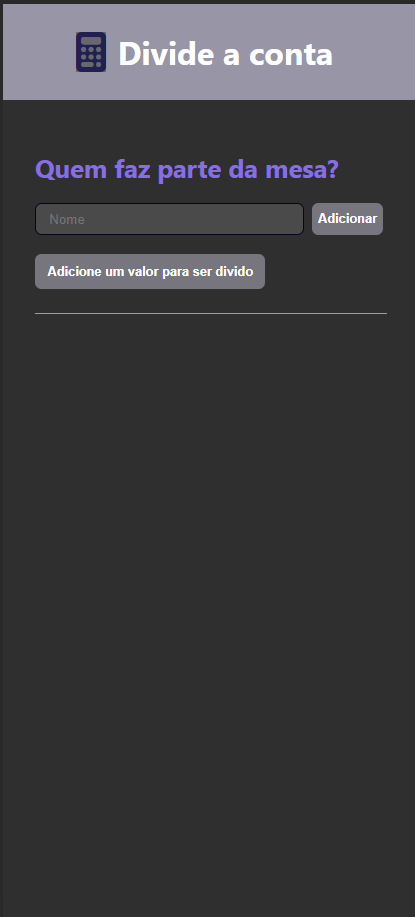 Divide a conta
Quem faz parte da mesa?
Nome
Adicionar
Adicione um valor para ser divido